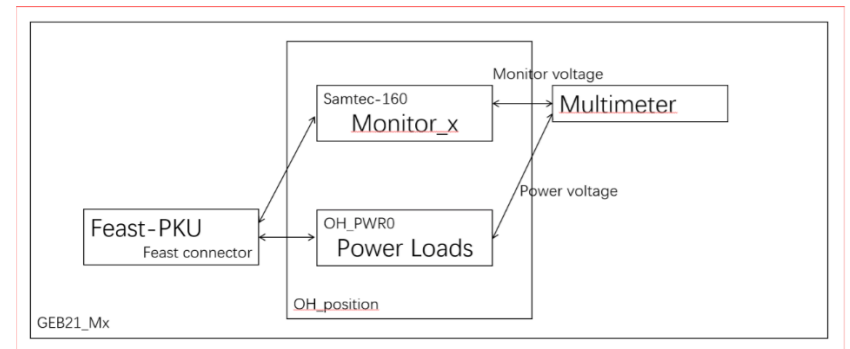 Monitor voltage
Samtec-160
Monitor_x
Multimeter
Power voltage
Feast-PKU
Feast connector
OH_PWR0
Power Loads
OH_position
GEB21_Mx